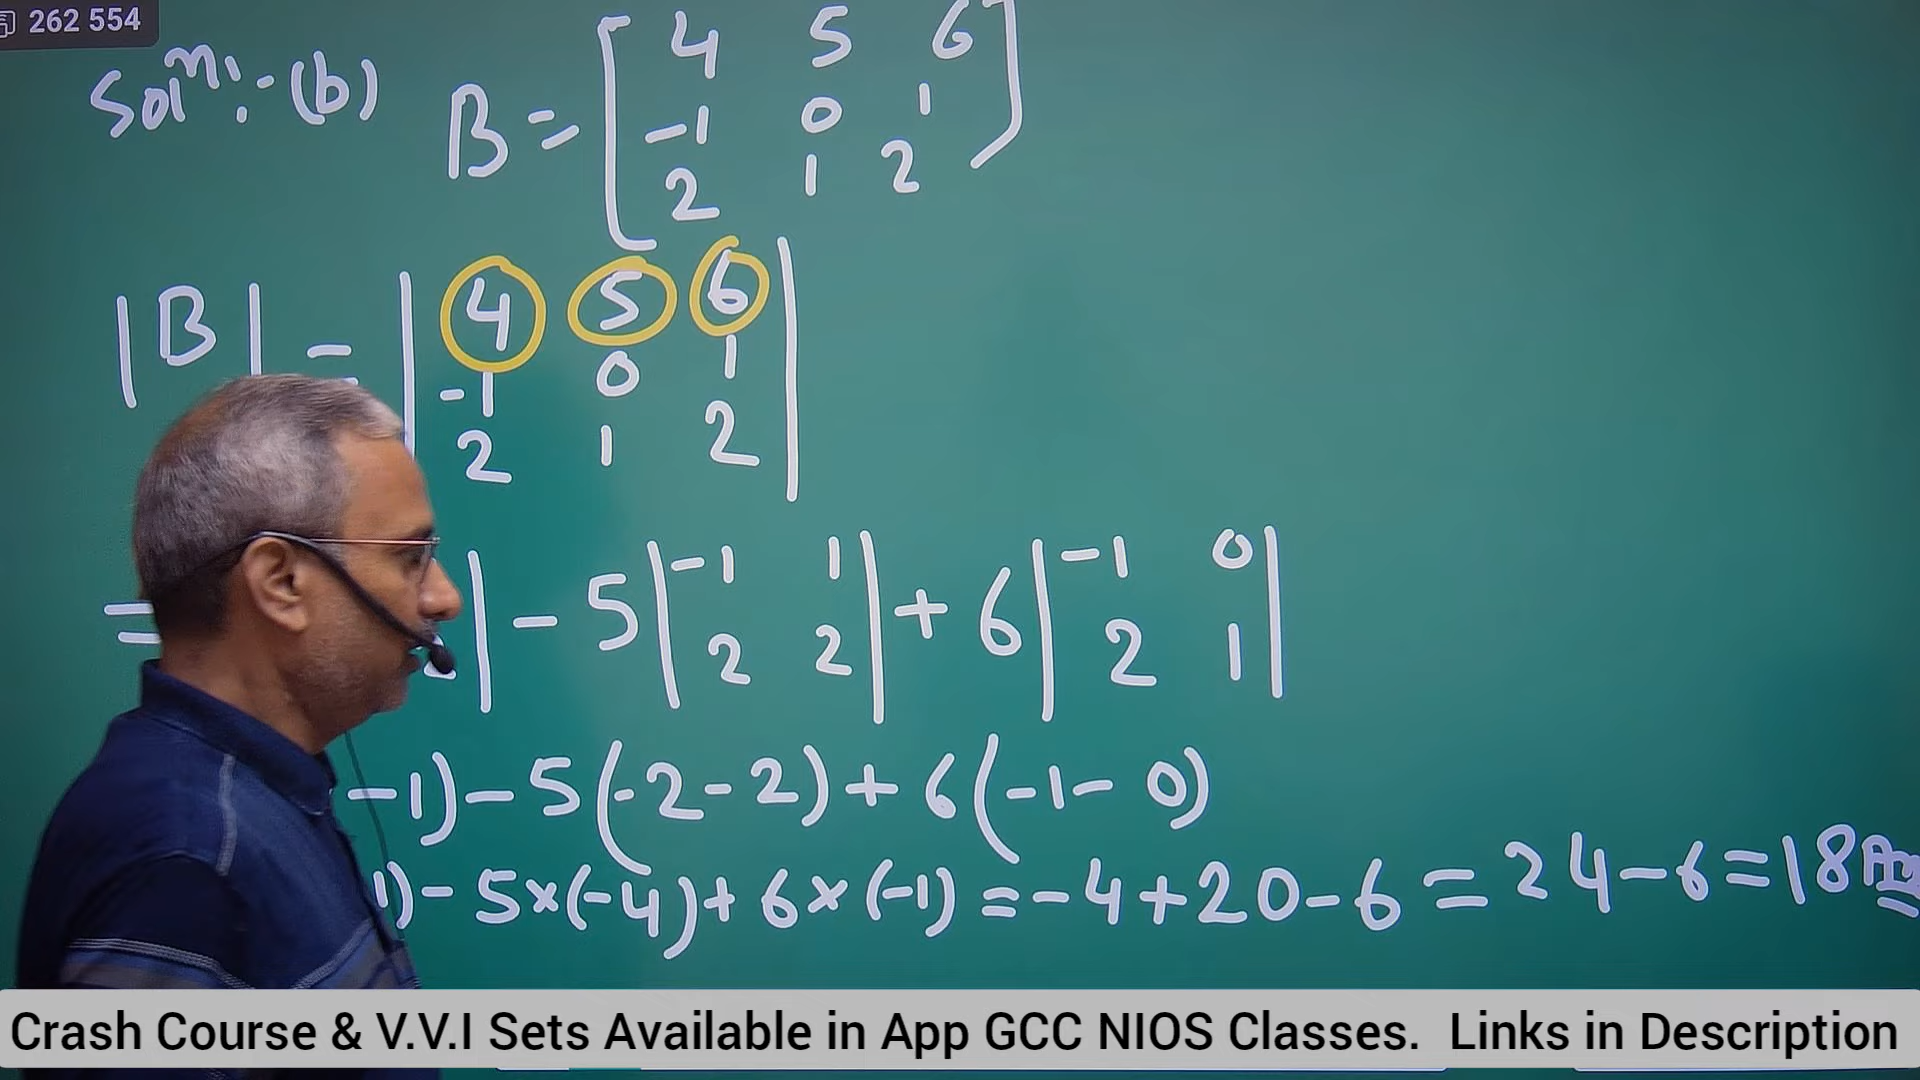 262 554
Solⁿ:- (b) B = [ 4 5 6
-1 0 1
2 1 2 ]
|B| = | 4 5 6 |
-1 0 1
2 1 2
= | - 5 | -1 1 | + 6 | -1 0 |
2 2 2 1
-1) - 5 (-2-2) + 6 (-1-0)
1) - 5×(-4) + 6×(-1) = -4+20-6 = 24-6 = 18 Ans
Crash Course & V.V.I Sets Available in App GCC NIOS Classes. Links in Description